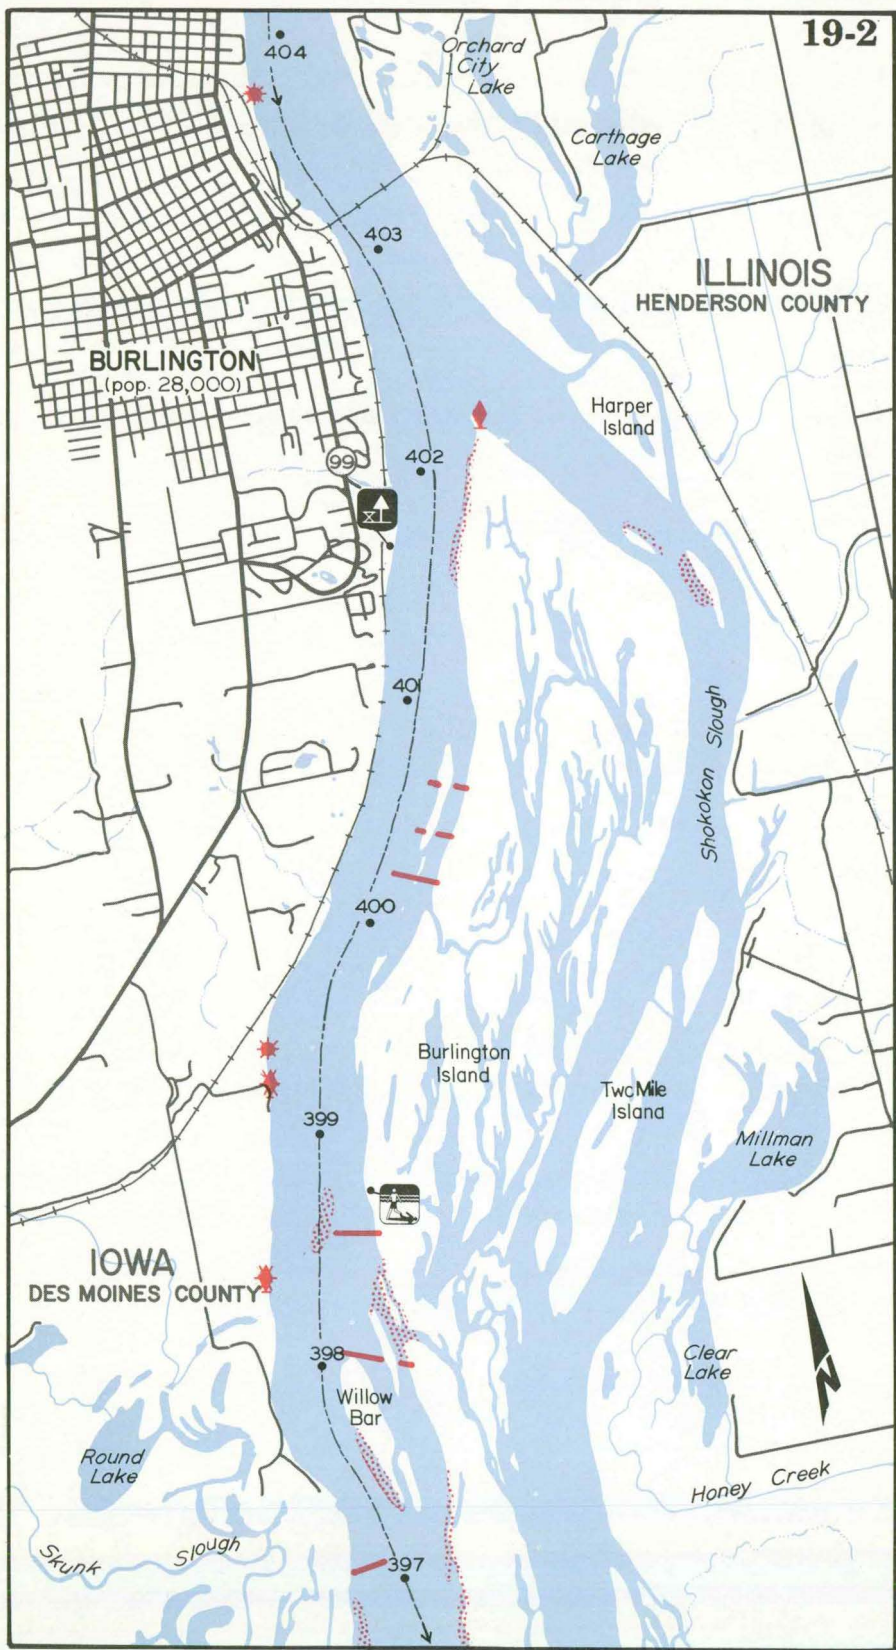 19-2
404
Orchard
City
Lake
Carthage
Lake
403
ILLINOIS
HENDERSON COUNTY
BURLINGTON
(pop. 28,000)
Harper
Island
402
99
401
Shokokon Slough
400
Burlington
Island
Two Mile
Island
399
Millman
Lake
IOWA
DES MOINES COUNTY
398
Clear
Lake
N
Willow
Bar
Round
Lake
Honey Creek
Skunk Slough
397